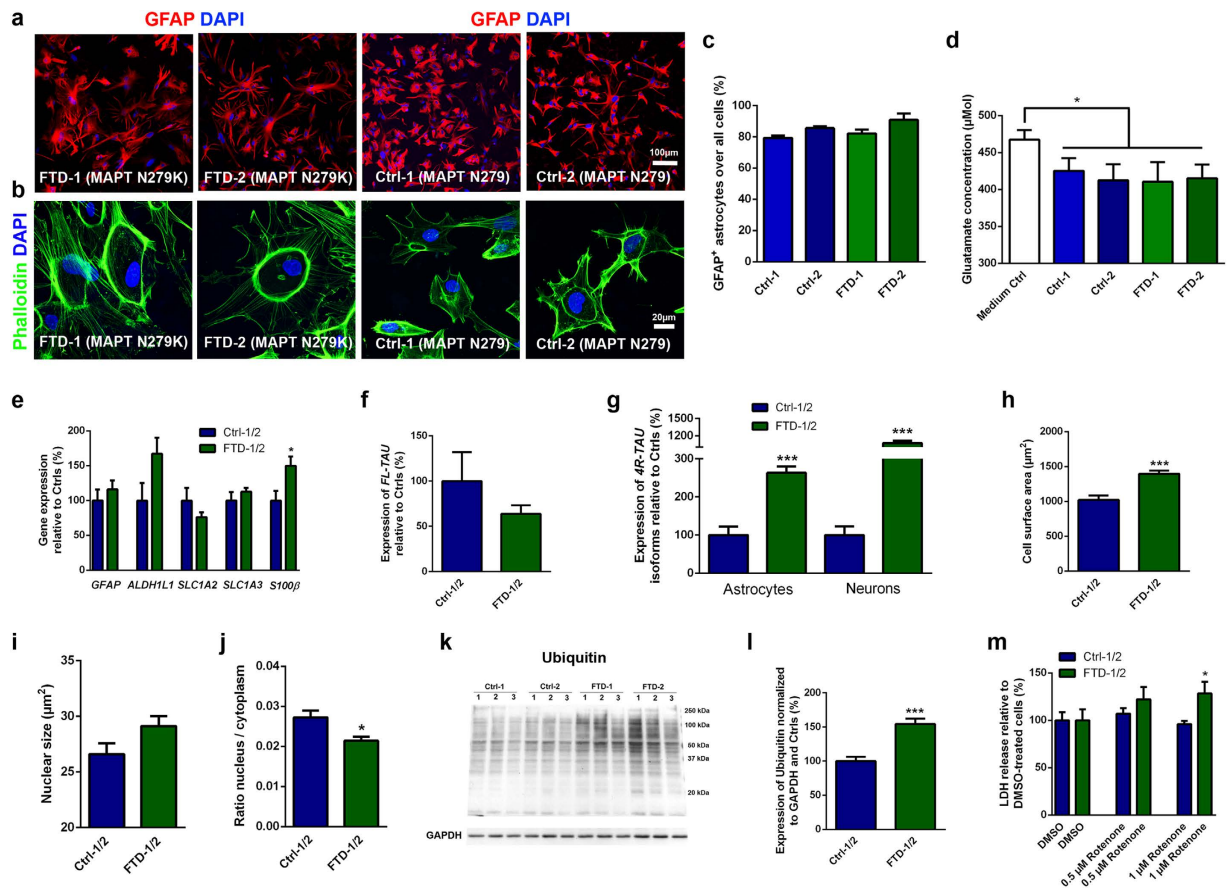 a
GFAP DAPI
GFAP DAPI
FTD-1 (MAPT N279K)
FTD-2 (MAPT N279K)
Ctrl-1 (MAPT N279)
Ctrl-2 (MAPT N279)
100µm
b
Phalloidin DAPI
FTD-1 (MAPT N279K)
FTD-2 (MAPT N279K)
Ctrl-1 (MAPT N279)
Ctrl-2 (MAPT N279)
20µm
c
GFAP⁺ astrocytes over all cells (%)
100
80
60
40
20
0
Ctrl-1
Ctrl-2
FTD-1
FTD-2
d
Gluatamate concentration (µMol)
500
450
400
300
*
Medium Ctrl
Ctrl-1
Ctrl-2
FTD-1
FTD-2
e
Gene expression
relative to Ctrls (%)
200
150
100
50
0
Ctrl-1/2
FTD-1/2
*
GFAP
ALDH1L1
SLC1A2
SLC1A3
S100β
f
Expression of FL-TAU
relative to Ctrls (%)
150
100
50
0
Ctrl-1/2
FTD-1/2
g
Expression of 4R-TAU
isoforms relative to Ctrls (%)
1500
1200
400
300
200
100
0
Ctrl-1/2
FTD-1/2
***
***
Astrocytes
Neurons
h
Cell surface area (µm²)
2000
1500
1000
500
0
***
Ctrl-1/2
FTD-1/2
i
Nuclear size (µm²)
35
30
25
20
Ctrl-1/2
FTD-1/2
j
Ratio nucleus / cytoplasm
0.04
0.03
0.02
0.01
0.00
*
Ctrl-1/2
FTD-1/2
k
Ubiquitin
Ctrl-1
Ctrl-2
FTD-1
FTD-2
1 2 3 1 2 3 1 2 3 1 2 3
250 kDa
100 kDa
50 kDa
37 kDa
20 kDa
GAPDH
l
Expression of Ubiquitin normalized
to GAPDH and Ctrls (%)
200
150
100
50
0
***
Ctrl-1/2
FTD-1/2
m
LDH release relative to
DMSO-treated cells (%)
150
100
50
0
Ctrl-1/2
FTD-1/2
*
DMSO
DMSO
0.5 µM Rotenone
0.5 µM Rotenone
1 µM Rotenone
1 µM Rotenone